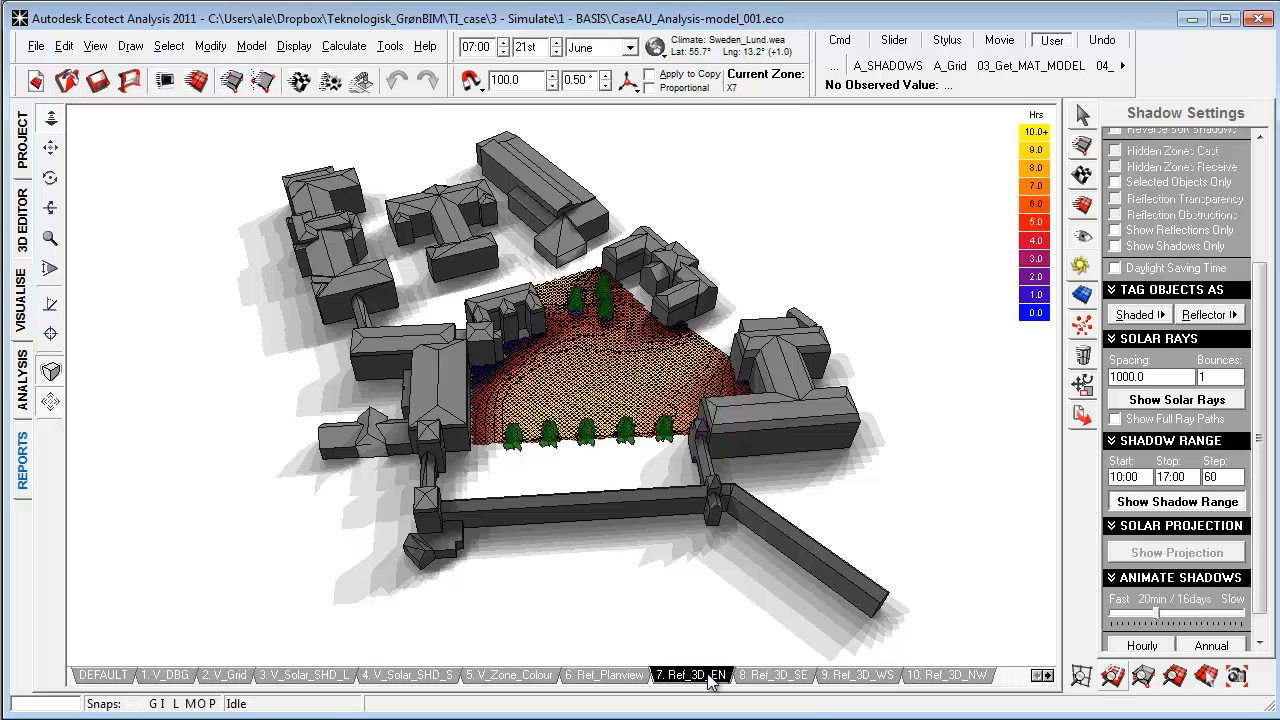 Autodesk Ecotect Analysis 2011 - C:\Users\ale\Dropbox\Teknologisk_GrønBIM\TI_case\3 - Simulate\1 - BASIS\CaseAU_Analysis-model_001.eco
File Edit View Draw Select Modify Model Display Calculate Tools Help
07:00 21st June
Climate: Sweden_Lund.wea
Lat: 55.7° Lng: 13.2° (+1.0)
Cmd Slider Stylus Movie User Undo
... A_SHADOWS A_Grid 03_Get_MAT_MODEL 04_
No Observed Value: ...
100.0 0.50°
Apply to Copy
Proportional
Current Zone:
X7
PROJECT
3D EDITOR
VISUALISE
ANALYSIS
REPORTS
Hrs
10.0+
9.0
8.0
7.0
6.0
5.0
4.0
3.0
2.0
1.0
0.0
Shadow Settings
Reverse Sort Shadows
Hidden Zones Cast
Hidden Zones Receive
Selected Objects Only
Reflection Transparency
Reflection Obstructions
Show Reflections Only
Show Shadows Only
Daylight Saving Time
TAG OBJECTS AS
Shaded Reflector
SOLAR RAYS
Spacing: Bounces:
1000.0 1
Show Solar Rays
Show Full Ray Paths
SHADOW RANGE
Start: Stop: Step:
10:00 17:00 60
Show Shadow Range
SOLAR PROJECTION
Show Projection
ANIMATE SHADOWS
Fast 20min / 16days Slow
Hourly Annual
DEFAULT 1. V_DBG 2. V_Grid 3. V_Solar_SHD_L 4. V_Solar_SHD_S 5. V_Zone_Colour 6. Ref_Planview 7. Ref_3D_EN 8. Ref_3D_SE 9. Ref_3D_WS 10. Ref_3D_NW
Snaps: G I L M O P Idle